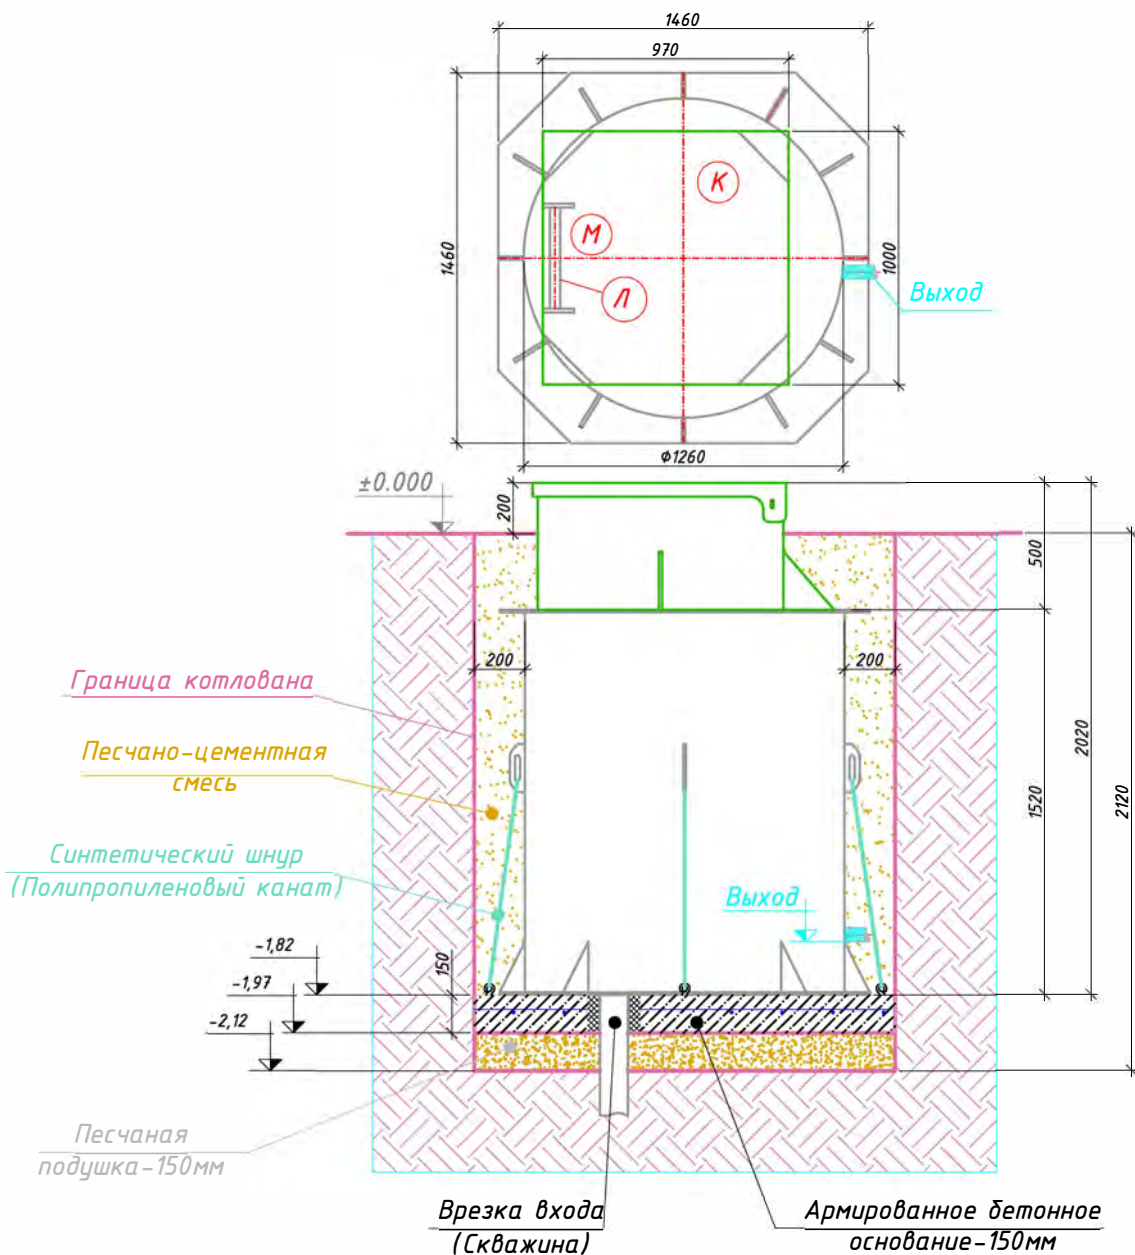 1460
970
К
М
1460
1000
Л
Выход
ϕ1260
±0.000
200
500
200
200
Граница котлована
2020
Песчано-цементная
смесь
1520
2120
Синтетический шнур
(Полипропиленовый канат)
Выход
-1,82
150
-1,97
-2,12
Песчаная
подушка-150мм
Врезка входа
(Скважина)
Армированное бетонное
основание-150мм